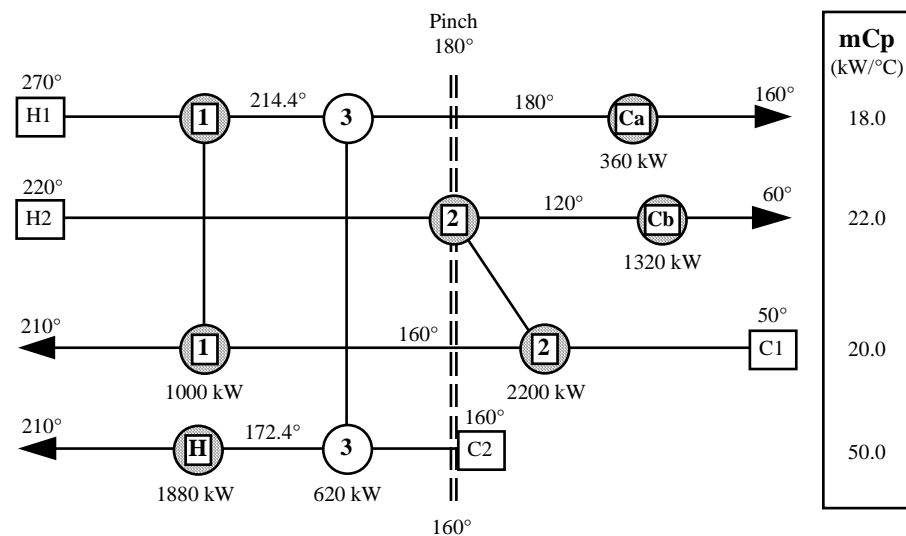 Pinch
180°
mCp
(kW/°C)
270°
214.4°
180°
160°
H1
1
3
Ca
18.0
360 kW
220°
120°
60°
H2
2
Cb
22.0
1320 kW
210°
160°
50°
1
2
C1
20.0
1000 kW
2200 kW
210°
172.4°
160°
H
3
C2
50.0
1880 kW
620 kW
160°